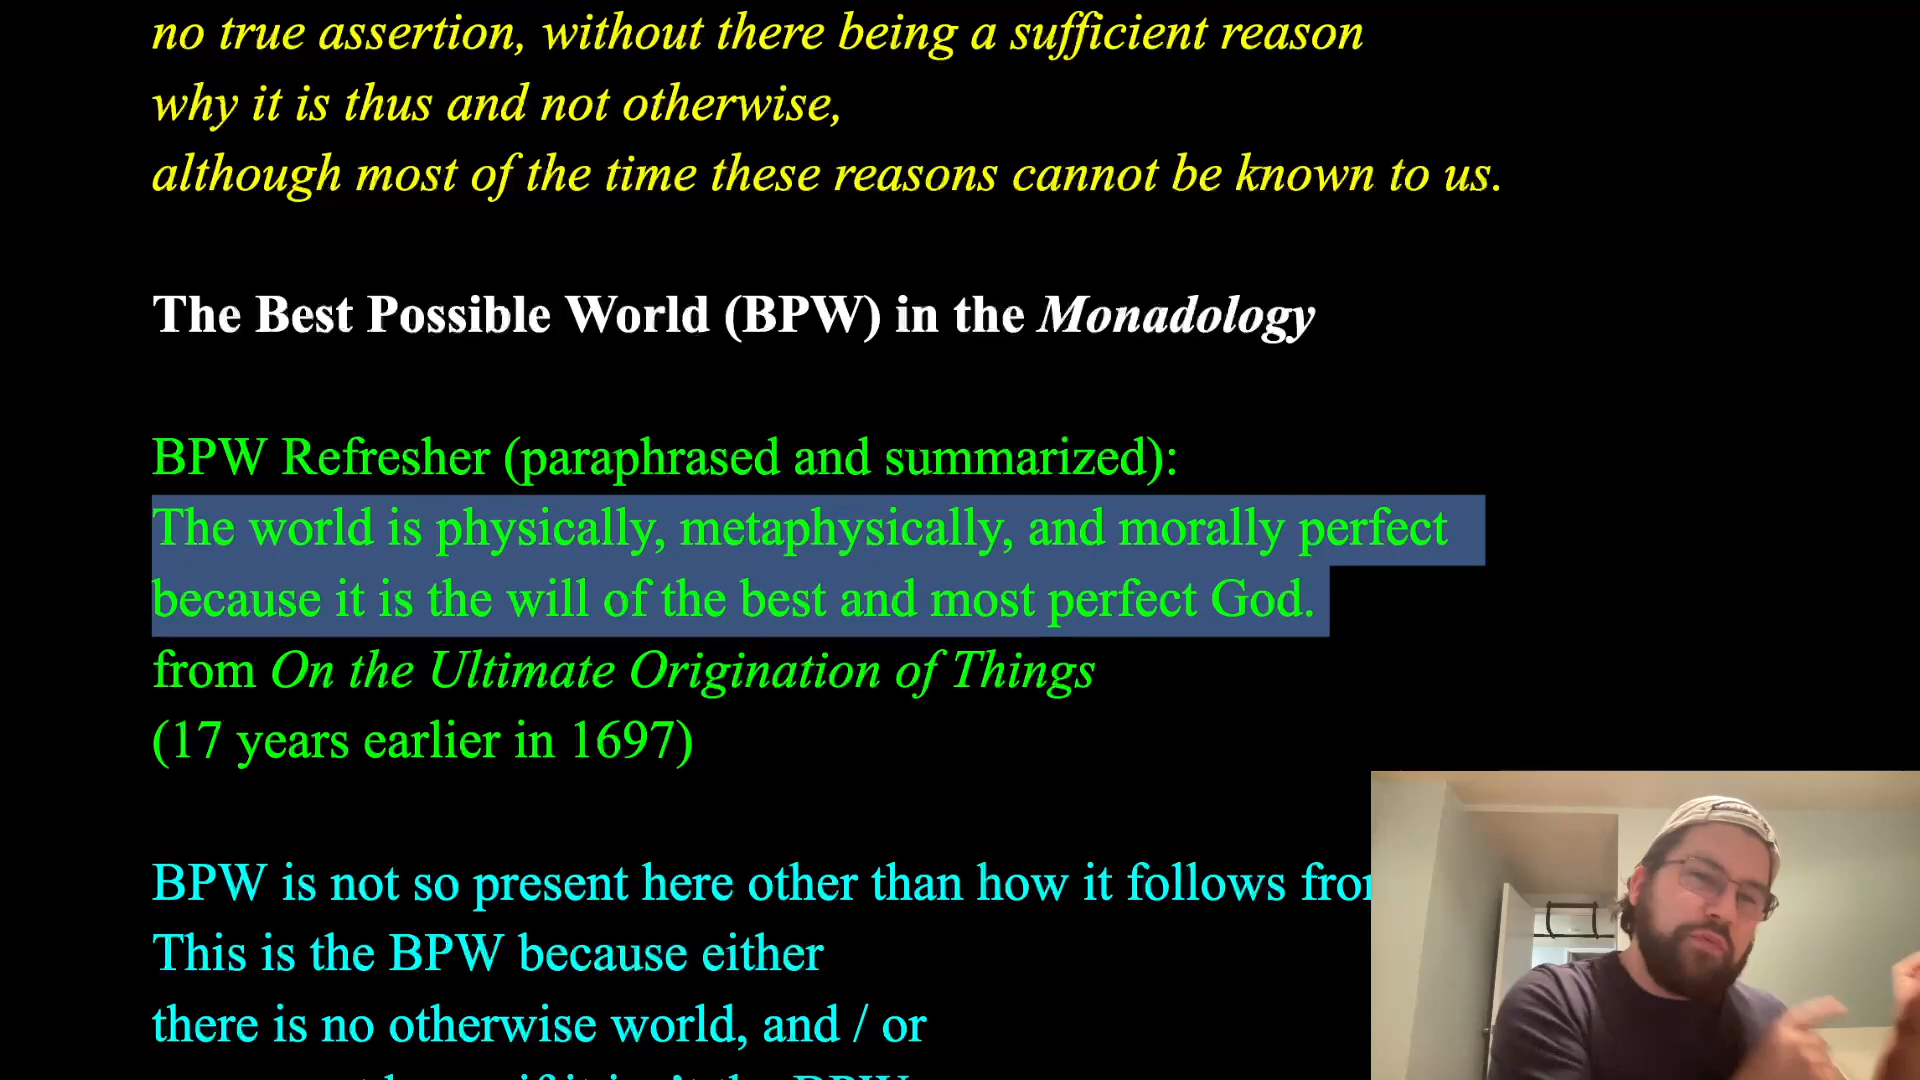 no true assertion, without there being a sufficient reason
why it is thus and not otherwise,
although most of the time these reasons cannot be known to us.
The Best Possible World (BPW) in the Monadology
BPW Refresher (paraphrased and summarized):
The world is physically, metaphysically, and morally perfect
because it is the will of the best and most perfect God.
from On the Ultimate Origination of Things
(17 years earlier in 1697)
BPW is not so present here other than how it follows
This is the BPW because either
there is no otherwise world, and / or